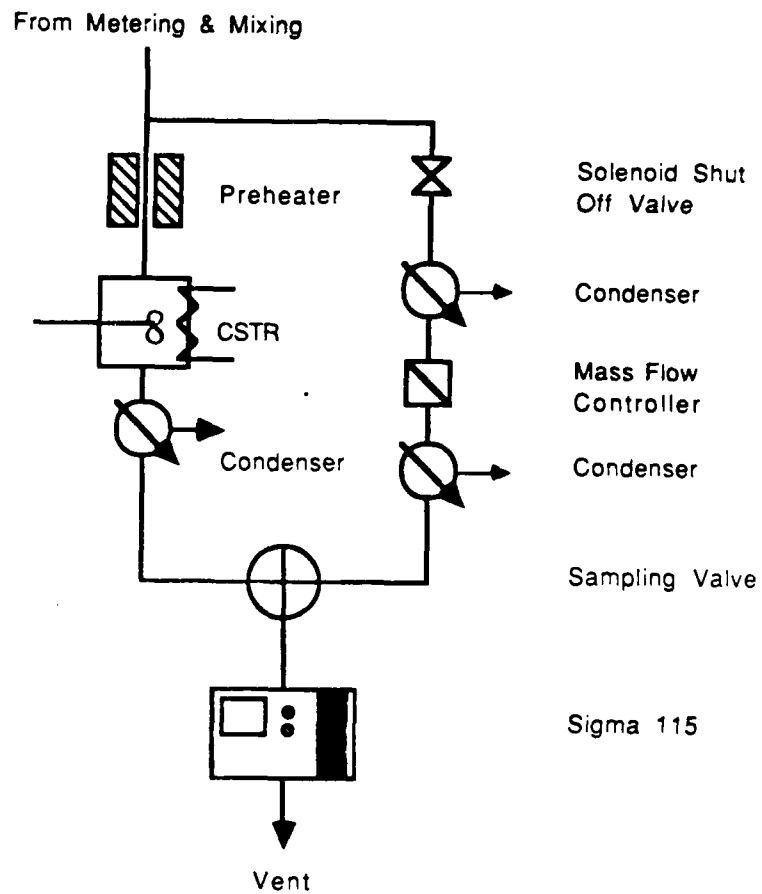 From Metering & Mixing
Preheater
Solenoid Shut
Off Valve
Condenser
CSTR
Mass Flow
Controller
Condenser
Condenser
Sampling Valve
Sigma 115
Vent